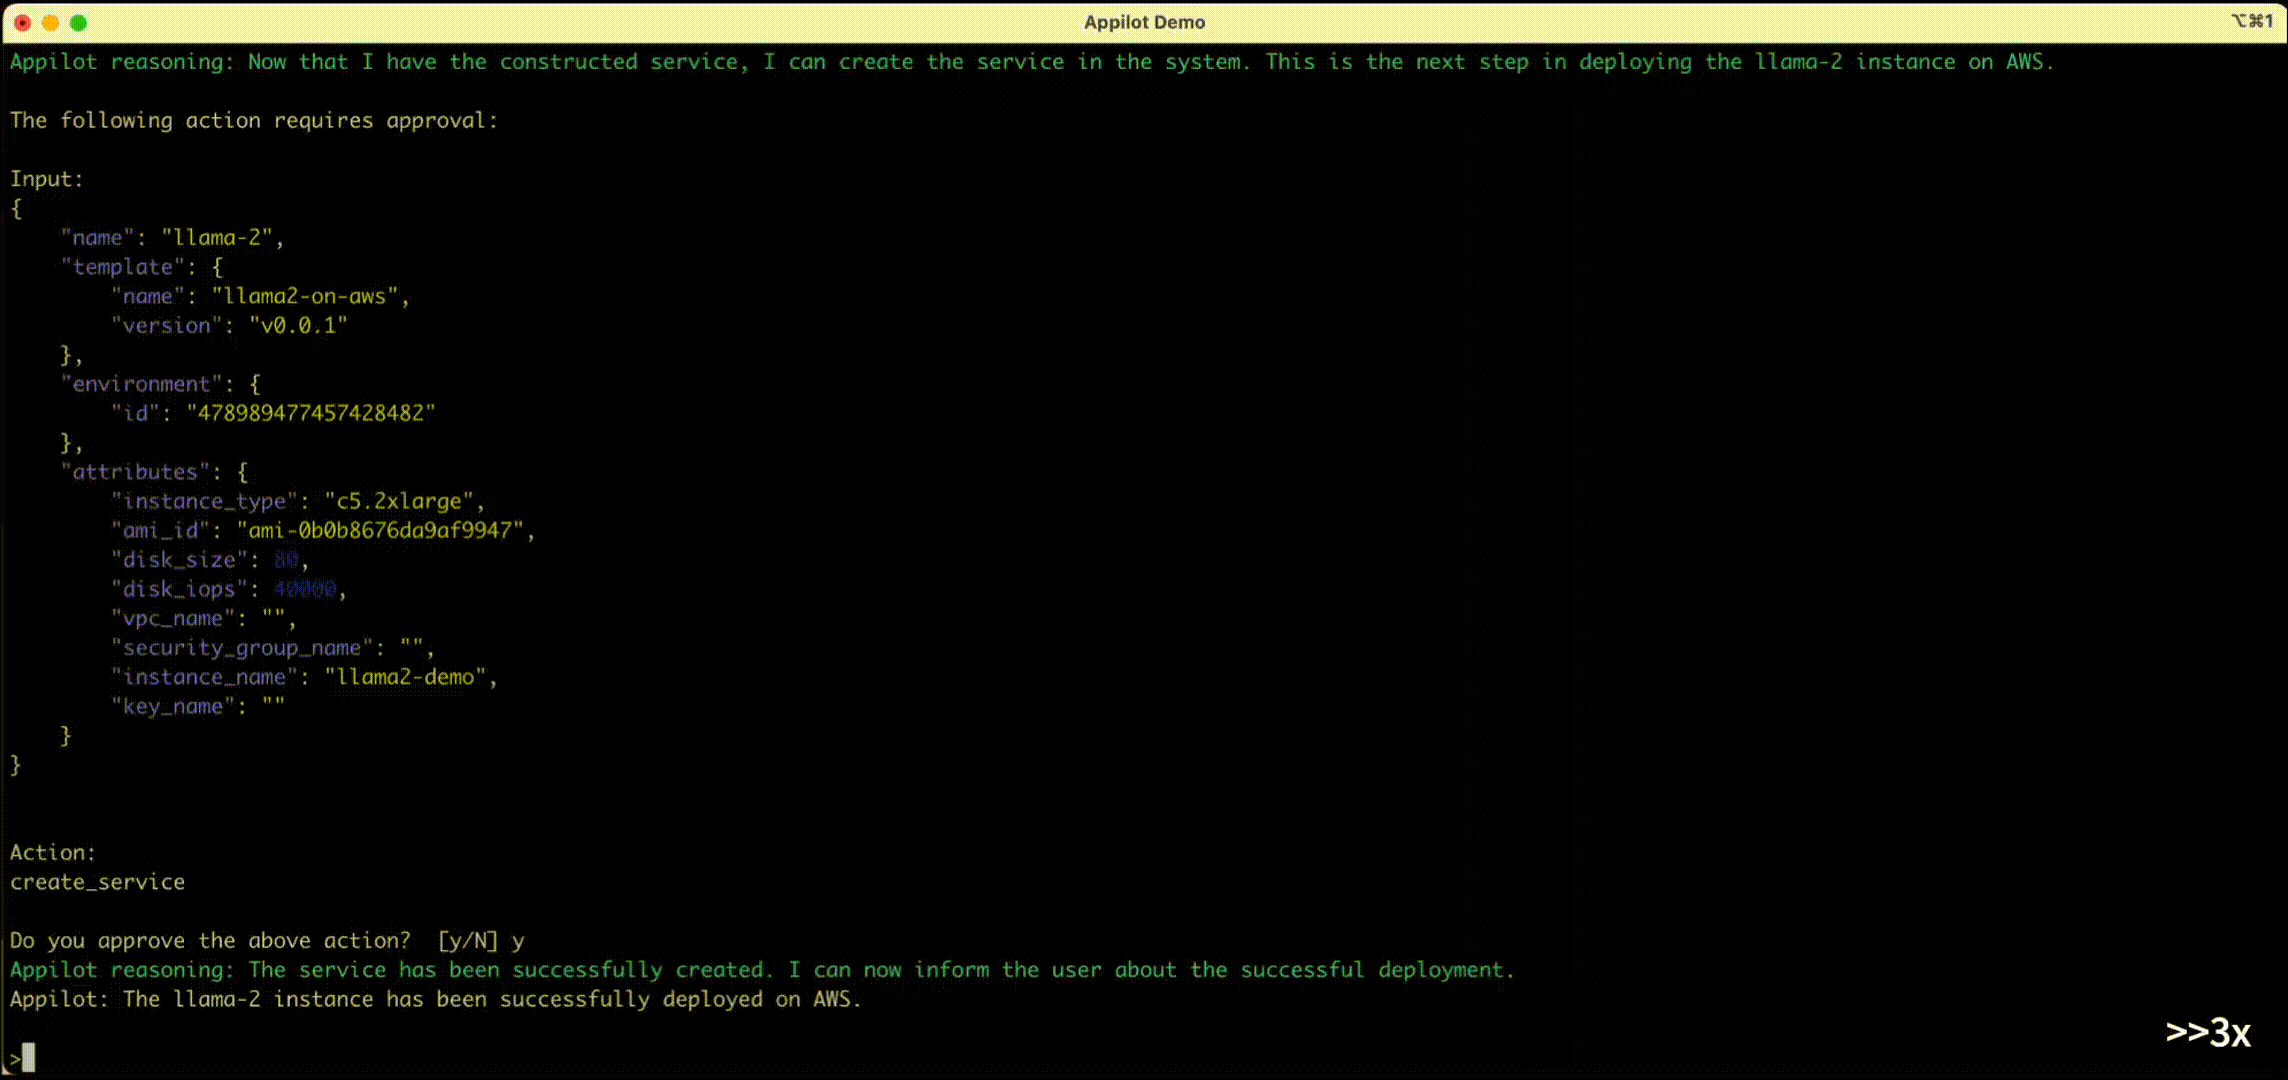 Appilot Demo
⌥⌘1
Appilot reasoning: Now that I have the constructed service, I can create the service in the system. This is the next step in deploying the llama-2 instance on AWS.
The following action requires approval:
Input:
{
    "name": "llama-2",
    "template": {
        "name": "llama2-on-aws",
        "version": "v0.0.1"
    },
    "environment": {
        "id": "478989477457428482"
    },
    "attributes": {
        "instance_type": "c5.2xlarge",
        "ami_id": "ami-0b0b8676da9af9947",
        "disk_size": 80,
        "disk_iops": 40000,
        "vpc_name": "",
        "security_group_name": "",
        "instance_name": "llama2-demo",
        "key_name": ""
    }
}
Action:
create_service
Do you approve the above action?  [y/N] y
Appilot reasoning: The service has been successfully created. I can now inform the user about the successful deployment.
Appilot: The llama-2 instance has been successfully deployed on AWS.
>
>>3x